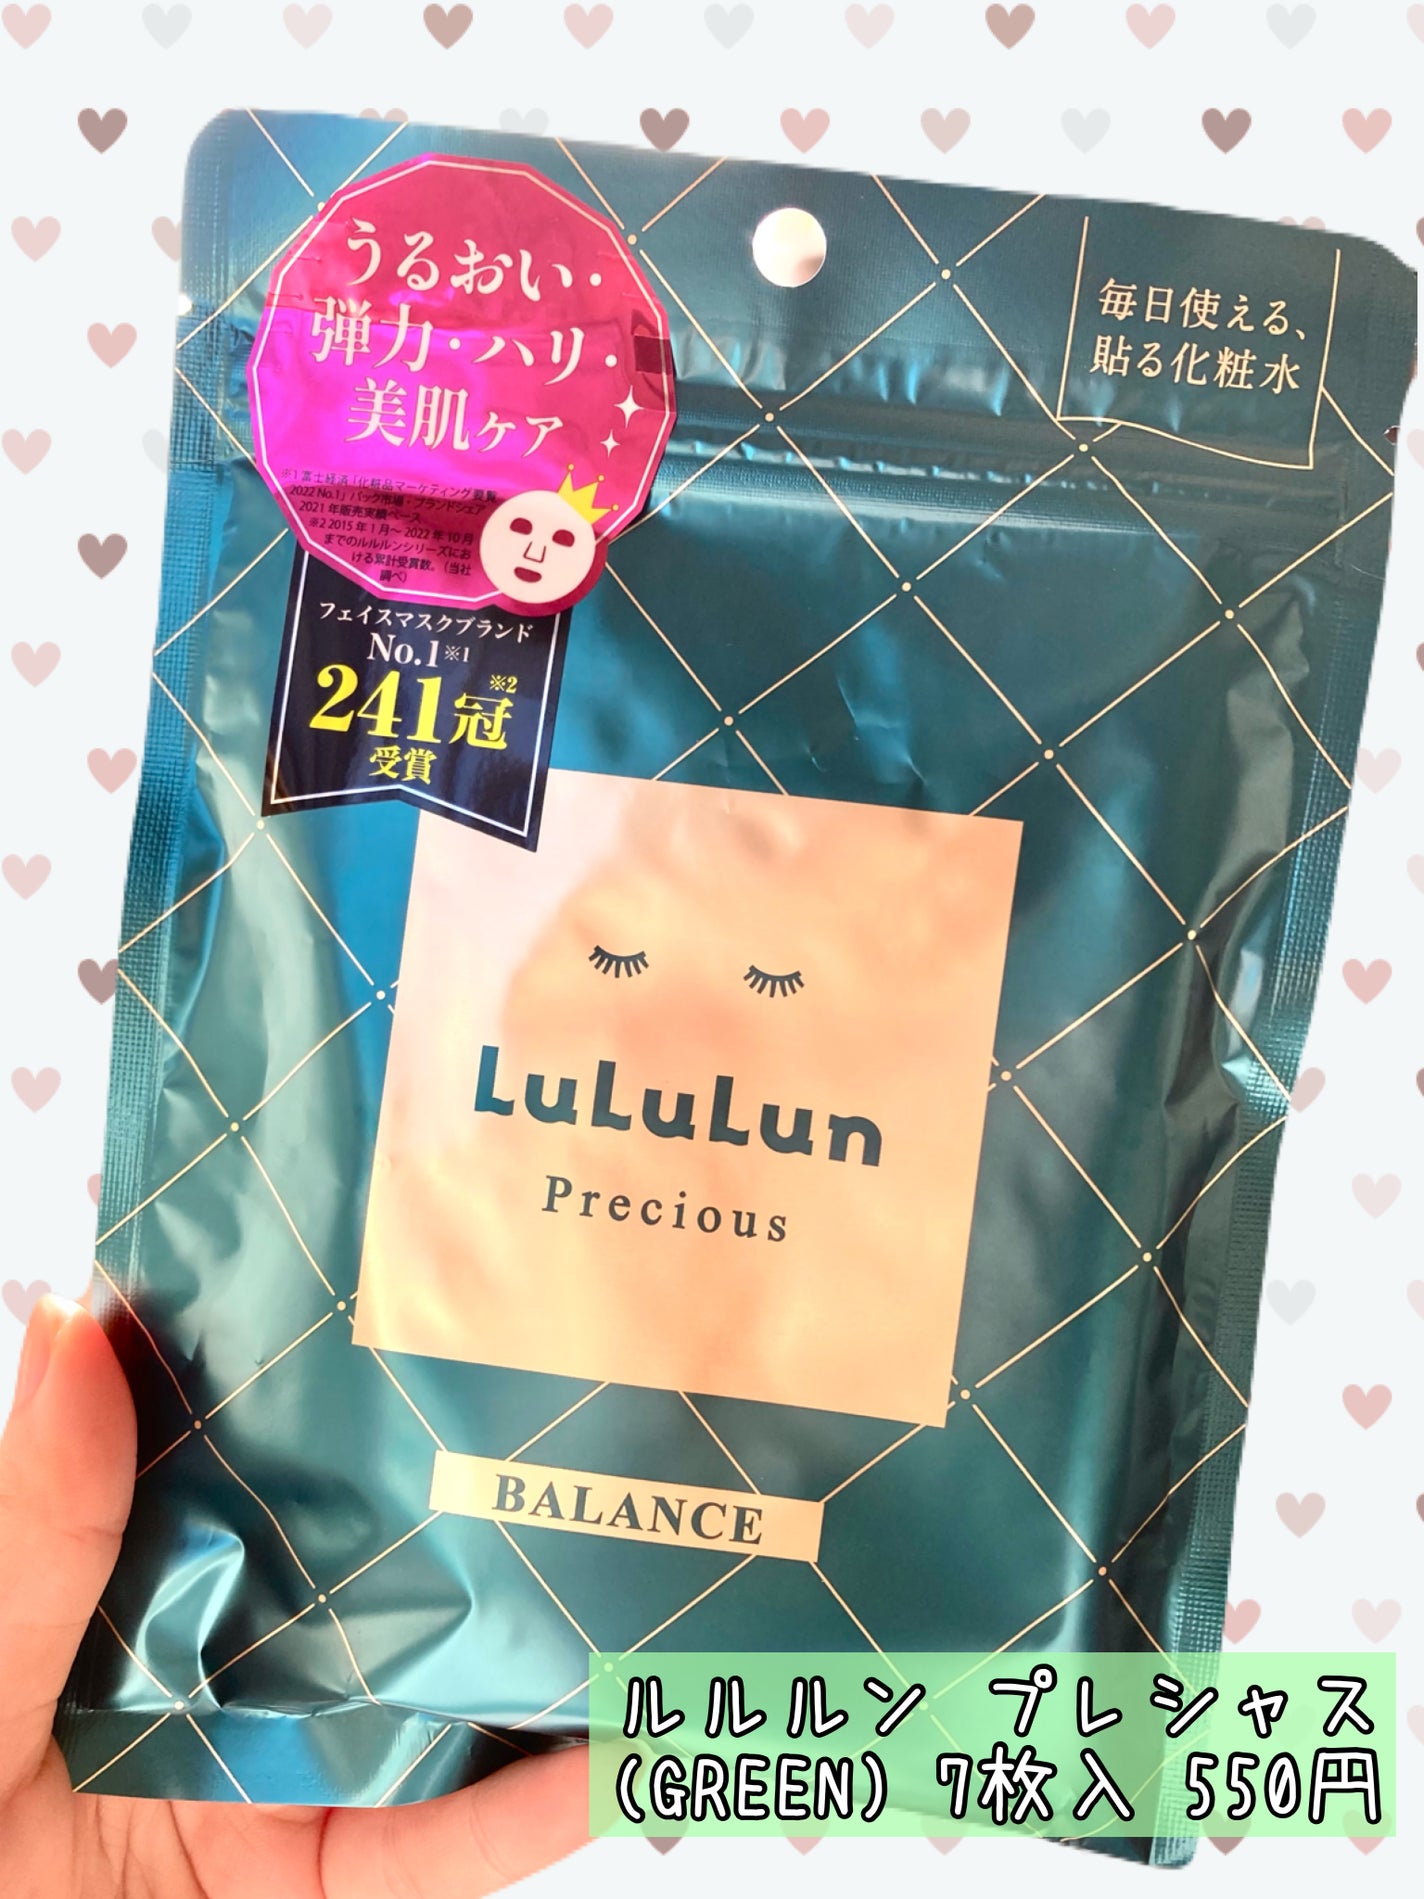 うるおい・
弾力・ハリ・
美肌ケア
※1 富士経済「化粧品マーケティング要覧
2022 No.1」パック市場・ブランドシェア
2021年販売実績ベース
※2 2015年1月～2022年10月
までのルルルンシリーズにお
ける累計受賞数。（当社
調べ）
フェイスマスクブランド
No.1※1
241冠※2
受賞
毎日使える、
貼る化粧水
LuLuLun
Precious
BALANCE
ルルルン プレシャス
(GREEN) 7枚入 550円